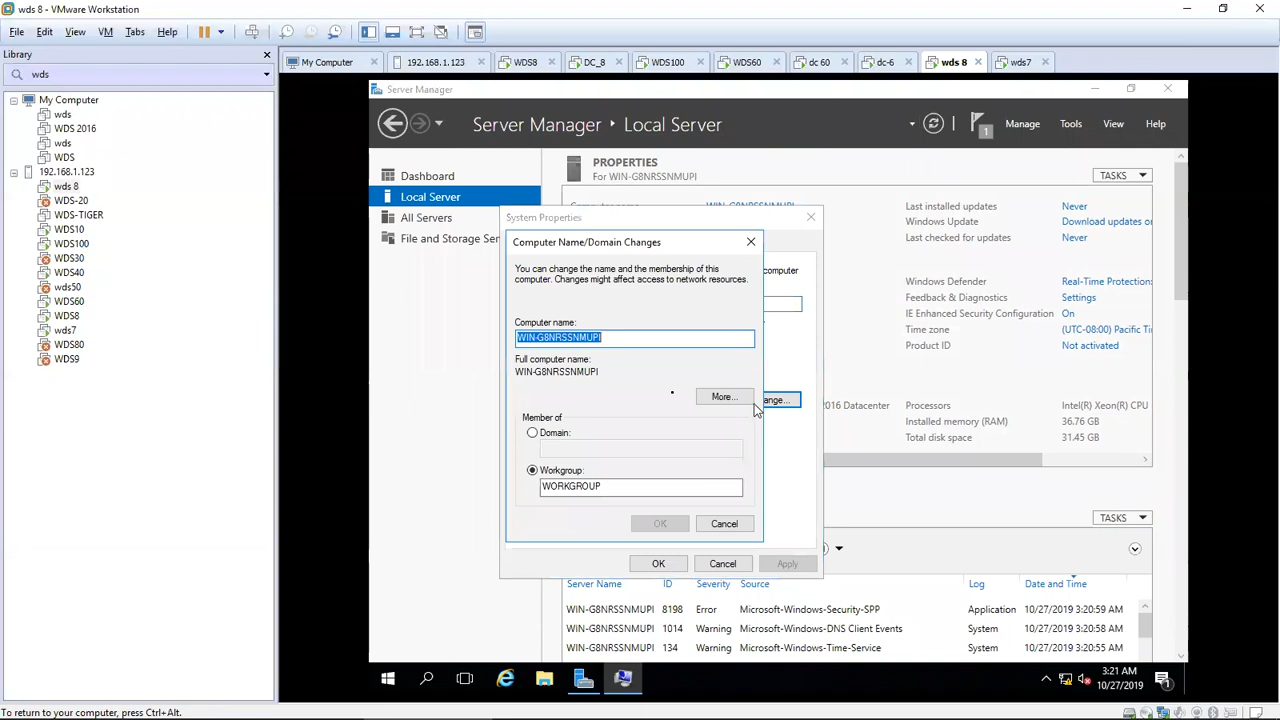 wds 8 - VMware Workstation
File Edit View VM Tabs Help
Library
wds
My Computer
wds
WDS 2016
wds
WDS
192.168.1.123
wds 8
WDS-20
WDS-TIGER
WDS10
WDS100
WDS30
WDS40
wds50
WDS60
WDS8
wds7
WDS80
WDS9
My Computer 192.168.1.123 WDS8 DC_8 WDS100 WDS60 dc 60 dc-6 wds 8 wds7
Server Manager
Server Manager Local Server 1 Manage Tools View Help
Dashboard
Local Server
All Servers
File and Storage Ser
PROPERTIES
For WIN-G8NRSSNMUPI
TASKS
Computer name WIN-G8NRSSNMUPI
Last installed updates Never
Windows Update Download updates or
Last checked for updates Never
Windows Defender Real-Time Protection:
Feedback & Diagnostics Settings
IE Enhanced Security Configuration On
Time zone (UTC-08:00) Pacific Ti
Product ID Not activated
2016 Datacenter
Processors Intel(R) Xeon(R) CPU
Installed memory (RAM) 36.76 GB
Total disk space 31.45 GB
System Properties
computer
ange...
OK Cancel Apply
Computer Name/Domain Changes
You can change the name and the membership of this
computer. Changes might affect access to network resources.
Computer name:
WIN-G8NRSSNMUPI
Full computer name:
WIN-G8NRSSNMUPI
More...
Member of
Domain:
Workgroup:
WORKGROUP
OK Cancel
TASKS
Server Name ID Severity Source Log Date and Time
WIN-G8NRSSNMUPI 8198 Error Microsoft-Windows-Security-SPP Application 10/27/2019 3:20:59 AM
WIN-G8NRSSNMUPI 1014 Warning Microsoft-Windows-DNS Client Events System 10/27/2019 3:20:58 AM
WIN-G8NRSSNMUPI 134 Warning Microsoft-Windows-Time-Service System 10/27/2019 3:20:55 AM
3:21 AM
10/27/2019
1
To return to your computer, press Ctrl+Alt.